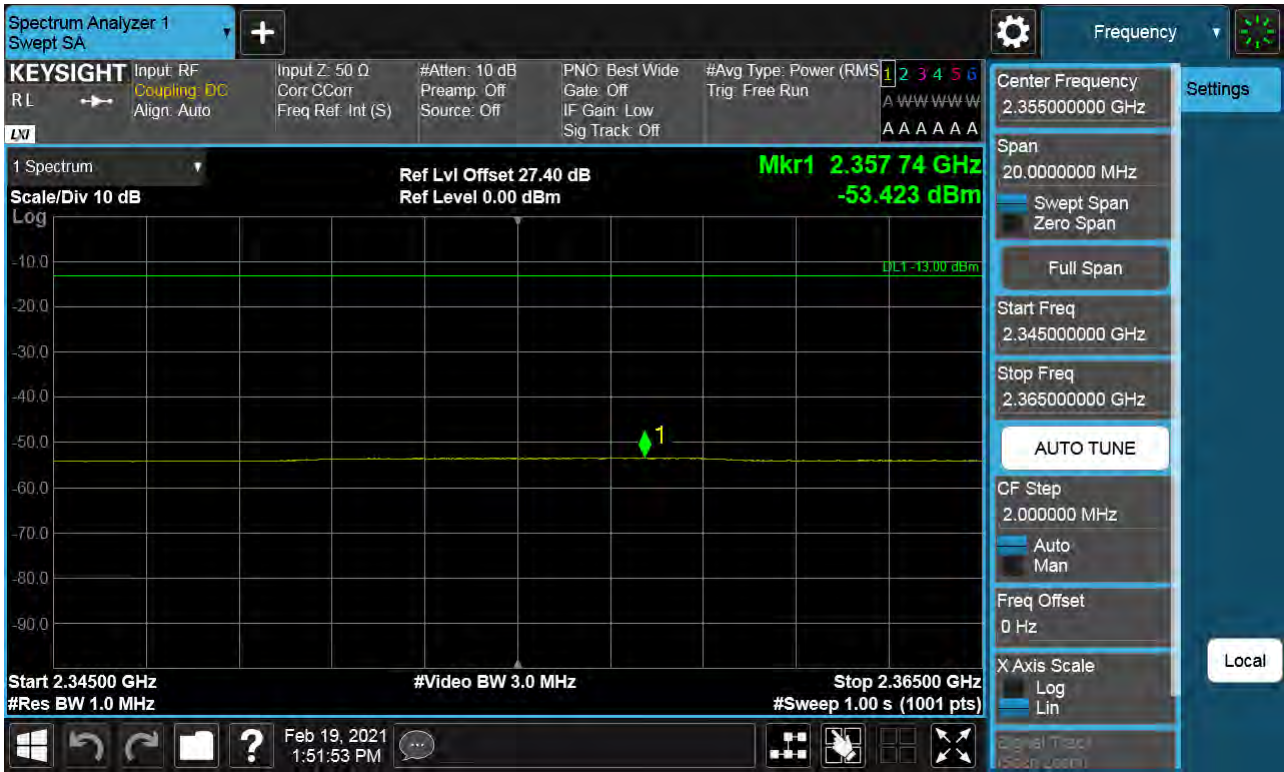 Spectrum Analyzer 1
Swept SA
+
Frequency
KEYSIGHT
R L
LXI
Input: RF
Coupling: DC
Align: Auto
Input Z: 50 Ω
Corr CCorr
Freq Ref: Int (S)
#Atten: 10 dB
Preamp: Off
Source: Off
PNO: Best Wide
Gate: Off
IF Gain: Low
Sig Track: Off
#Avg Type: Power (RMS
Trig: Free Run
1 2 3 4 5 6
A W W W W W
A A A A A A
1 Spectrum
Scale/Div 10 dB
Log
Ref Lvl Offset 27.40 dB
Ref Level 0.00 dBm
Mkr1 2.357 74 GHz
-53.423 dBm
DL1 -13.00 dBm
-10.0
-20.0
-30.0
-40.0
-50.0
-60.0
-70.0
-80.0
-90.0
1
Start 2.34500 GHz
#Res BW 1.0 MHz
#Video BW 3.0 MHz
Stop 2.36500 GHz
#Sweep 1.00 s (1001 pts)
Center Frequency
2.355000000 GHz
Settings
Span
20.0000000 MHz
Swept Span
Zero Span
Full Span
Start Freq
2.345000000 GHz
Stop Freq
2.365000000 GHz
AUTO TUNE
CF Step
2.000000 MHz
Auto
Man
Freq Offset
0 Hz
X Axis Scale
Log
Lin
Signal Track
(Span Zoom)
Local
?
Feb 19, 2021
1:51:53 PM